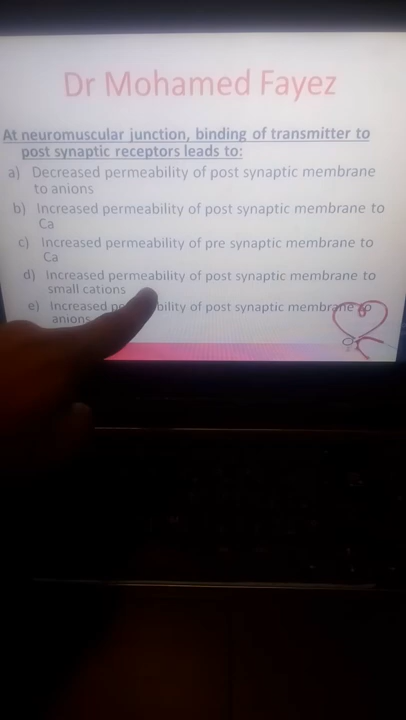 Dr Mohamed Fayez
At neuromuscular junction, binding of transmitter to
post synaptic receptors leads to:
a) Decreased permeability of post synaptic membrane
to anions
b) Increased permeability of post synaptic membrane to
Ca
c) Increased permeability of pre synaptic membrane to
Ca
d) Increased permeability of post synaptic membrane to
small cations
e) Increased of post synaptic membrane
anions